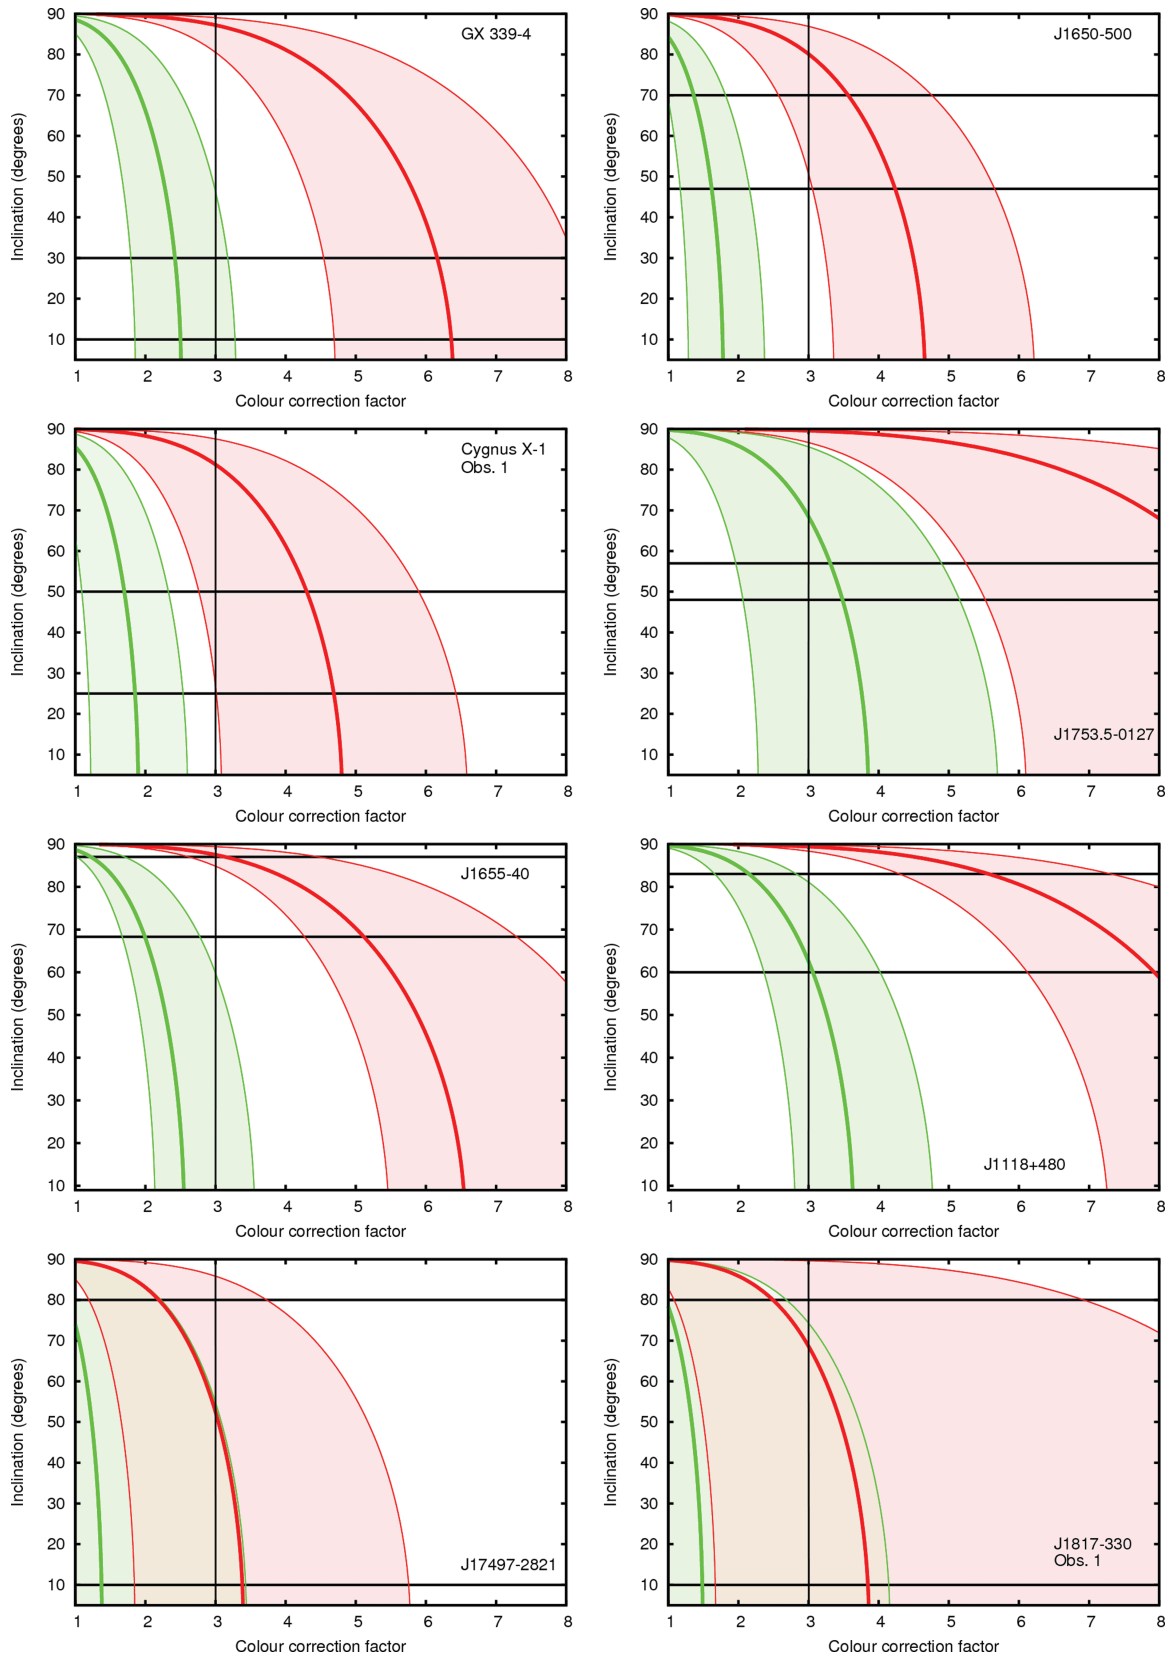 GX 339-4
Inclination (degrees)
90
80
70
60
50
40
30
20
10
1 2 3 4 5 6 7 8
Colour correction factor
J1650-500
Inclination (degrees)
90
80
70
60
50
40
30
20
10
1 2 3 4 5 6 7 8
Colour correction factor
Cygnus X-1
Obs. 1
Inclination (degrees)
90
80
70
60
50
40
30
20
10
1 2 3 4 5 6 7 8
Colour correction factor
J1753.5-0127
Inclination (degrees)
90
80
70
60
50
40
30
20
10
1 2 3 4 5 6 7 8
Colour correction factor
J1655-40
Inclination (degrees)
90
80
70
60
50
40
30
20
10
1 2 3 4 5 6 7 8
Colour correction factor
J1118+480
Inclination (degrees)
90
80
70
60
50
40
30
20
10
1 2 3 4 5 6 7 8
Colour correction factor
J17497-2821
Inclination (degrees)
90
80
70
60
50
40
30
20
10
1 2 3 4 5 6 7 8
Colour correction factor
J1817-330
Obs. 1
Inclination (degrees)
90
80
70
60
50
40
30
20
10
1 2 3 4 5 6 7 8
Colour correction factor